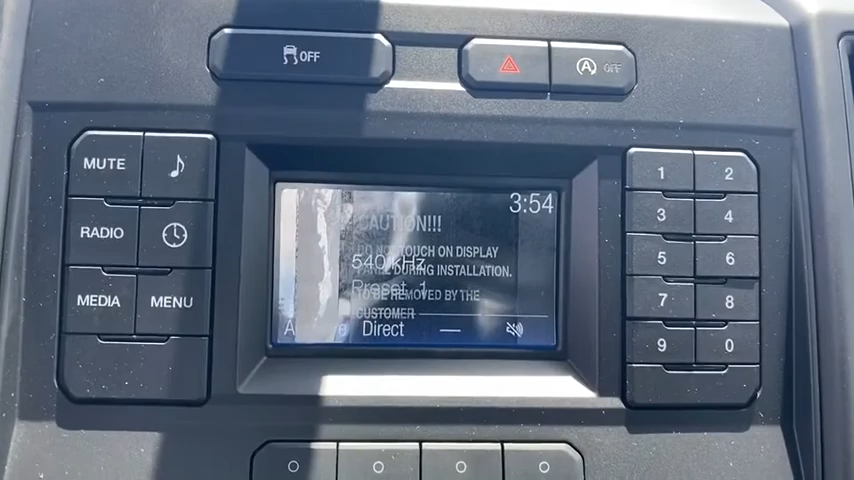 OFF
A OFF
MUTE
RADIO
MEDIA
MENU
3:54
CAUTION!!!
DO NOT TOUCH ON DISPLAY
PANEL DURING INSTALLATION.
TO BE REMOVED BY THE
CUSTOMER
540 kHz
Preset 1
Direct
1
2
3
4
5
6
7
8
9
0